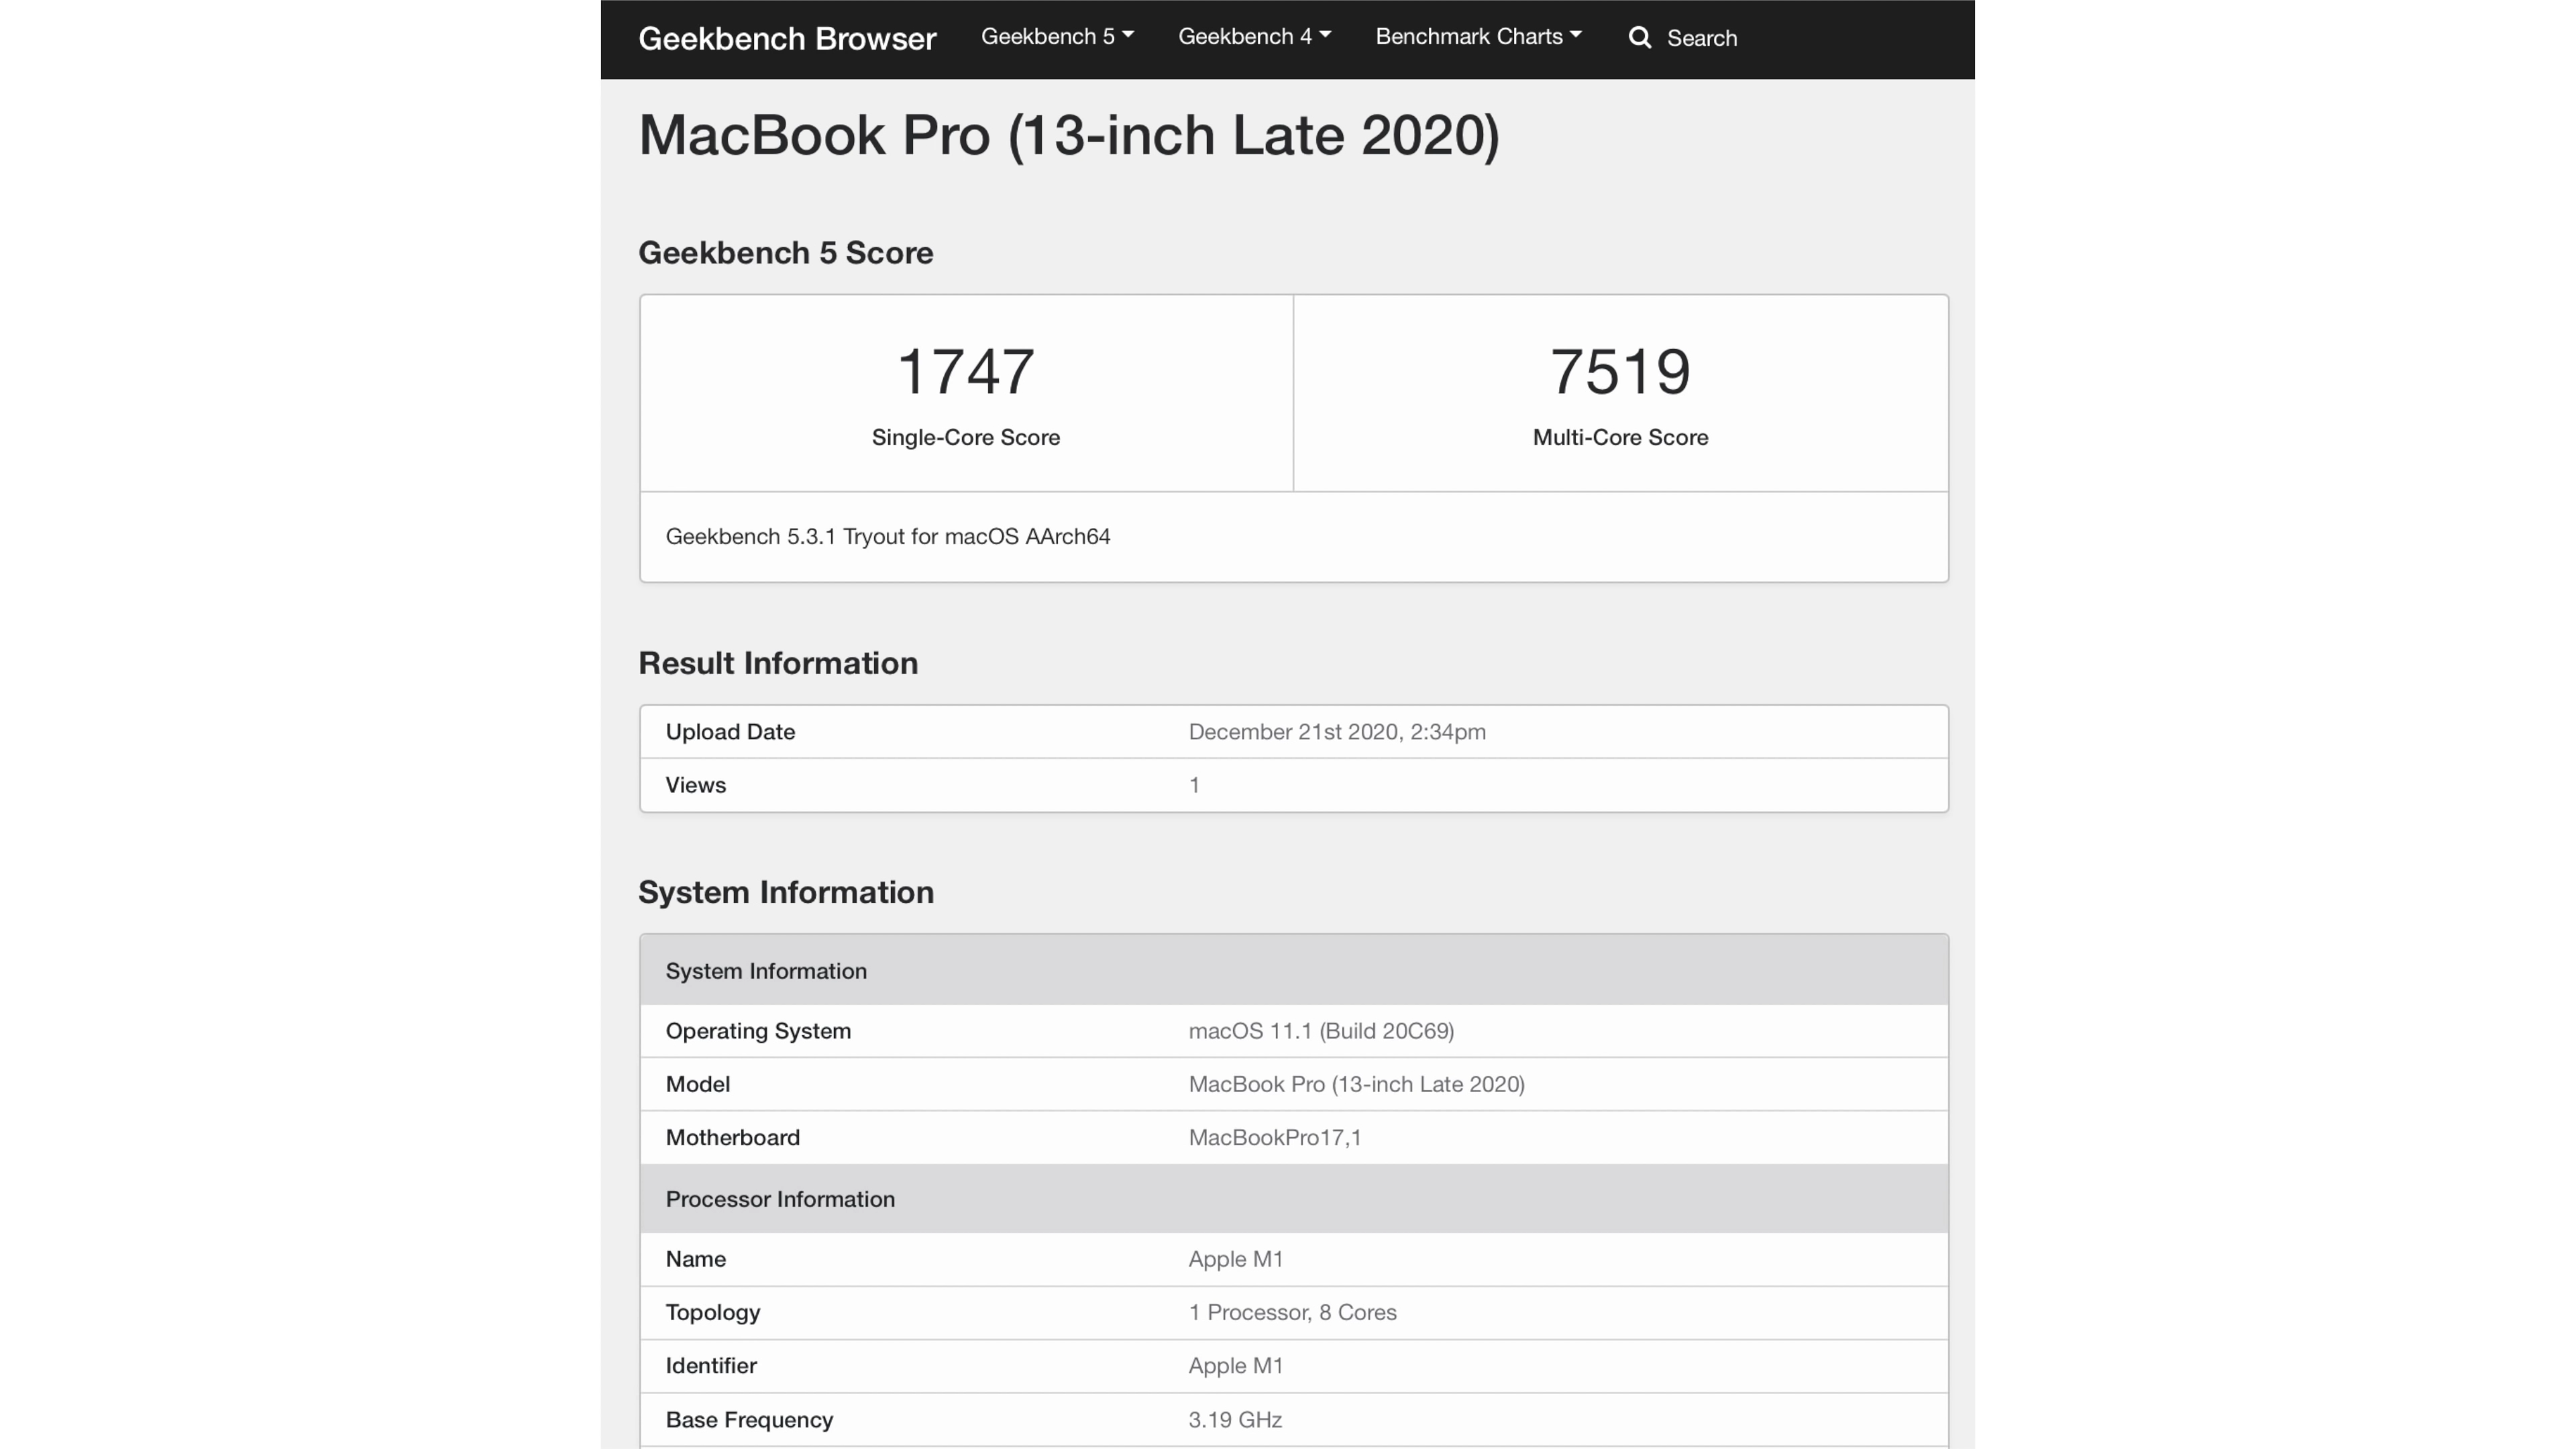 Geekbench Browser Geekbench 5 Geekbench 4 Benchmark Charts Search
MacBook Pro (13-inch Late 2020)
Geekbench 5 Score
1747 7519
Single-Core Score Multi-Core Score
Geekbench 5.3.1 Tryout for macOS AArch64
Result Information
Upload Date December 21st 2020, 2:34pm
Views 1
System Information
System Information
Operating System macOS 11.1 (Build 20C69)
Model MacBook Pro (13-inch Late 2020)
Motherboard MacBookPro17,1
Processor Information
Name Apple M1
Topology 1 Processor, 8 Cores
Identifier Apple M1
Base Frequency 3.19 GHz